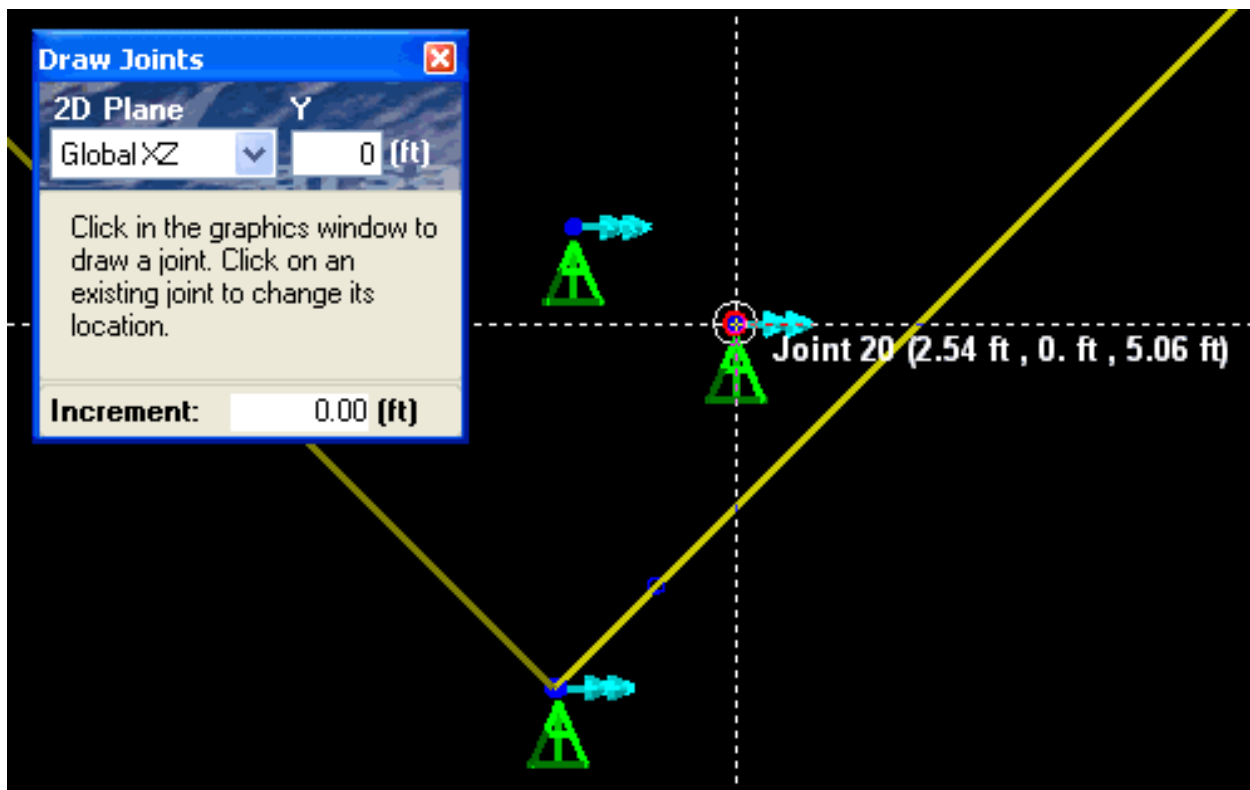 Draw Joints
2D Plane Y
Global XZ 0 (ft)
Click in the graphics window to
draw a joint. Click on an
existing joint to change its
location.
Increment: 0.00 (ft)
Joint 20 (2.54 ft , 0. ft , 5.06 ft)